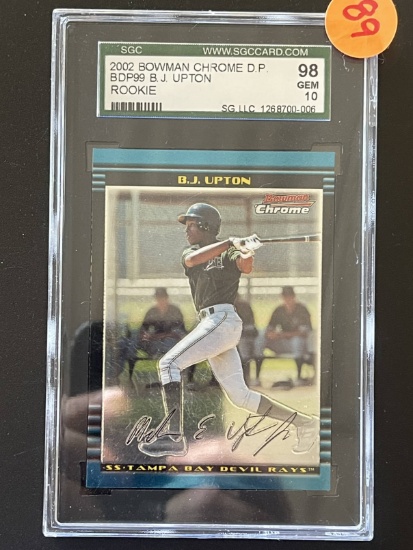 89
SGC
WWW.SGCCARD.COM
2002 BOWMAN CHROME D.P.
BDP99 B.J. UPTON
ROOKIE
98
GEM
10
SG LLC 1268700-006
B.J. UPTON
Bowman
Chrome
SS·TAMPA BAY DEVIL RAYS™